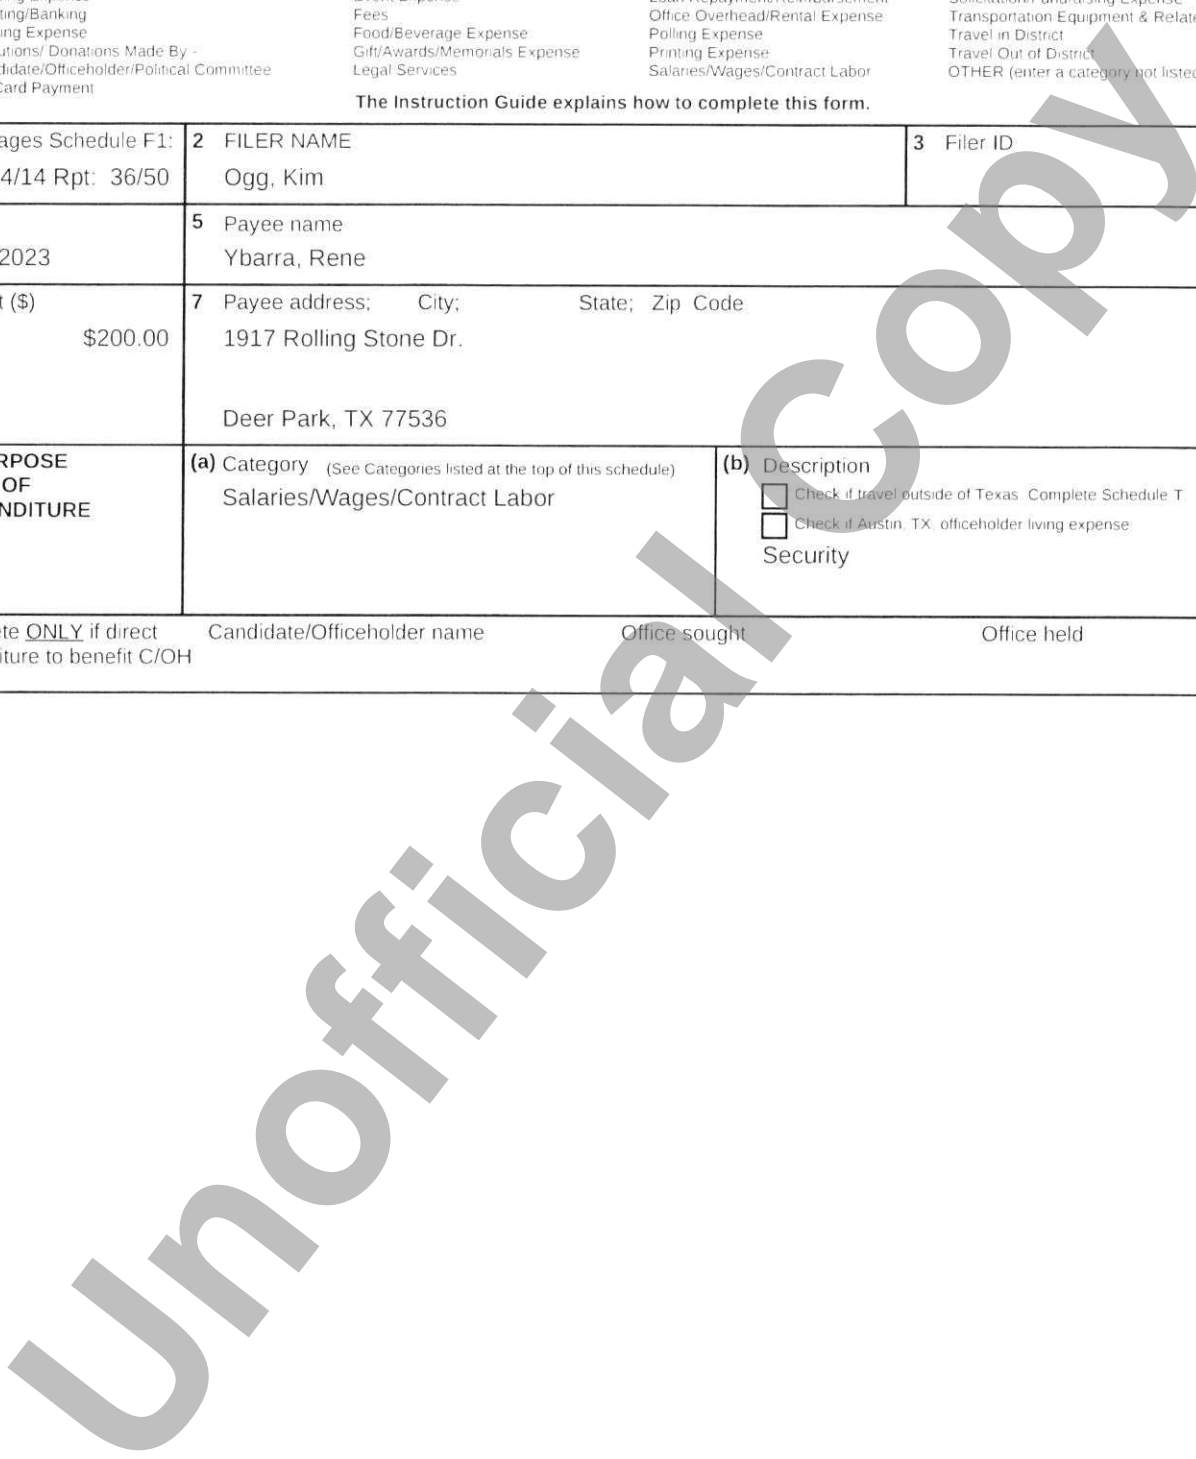 ting/Banking
Fees
Office Overhead/Rental Expense
Transportation Equipment & Relate
ing Expense
Food/Beverage Expense
Polling Expense
Travel in District
utions/ Donations Made By -
Gift/Awards/Memorials Expense
Printing Expense
Travel Out of District
didate/Officeholder/Political Committee
Legal Services
Salaries/Wages/Contract Labor
OTHER (enter a category not listed
Card Payment
The Instruction Guide explains how to complete this form.
ages Schedule F1:
4/14 Rpt: 36/50
2 FILER NAME
Ogg, Kim
3 Filer ID
2023
5 Payee name
Ybarra, Rene
t ($)
$200.00
7 Payee address; City; State; Zip Code
1917 Rolling Stone Dr.
Deer Park, TX 77536
RPOSE
OF
NDITURE
(a) Category (See Categories listed at the top of this schedule)
Salaries/Wages/Contract Labor
(b) Description
Check if travel outside of Texas. Complete Schedule T.
Check if Austin, TX, officeholder living expense
Security
te ONLY if direct
iture to benefit C/OH
Candidate/Officeholder name
Office sought
Office held
Unofficial Copy